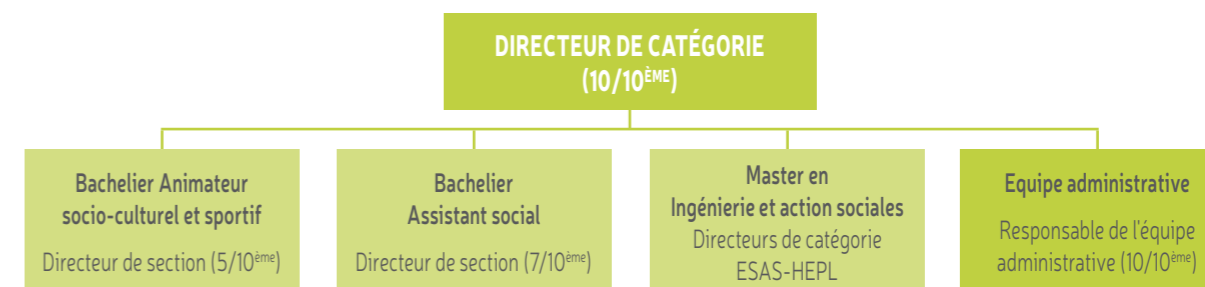 DIRECTEUR DE CATÉGORIE
(10/10ÈME)
Bachelier Animateur
socio-culturel et sportif
Directeur de section (5/10ème)
Bachelier
Assistant social
Directeur de section (7/10ème)
Master en
Ingénierie et action sociales
Directeurs de catégorie
ESAS-HEPL
Equipe administrative
Responsable de l'équipe
administrative (10/10ème)